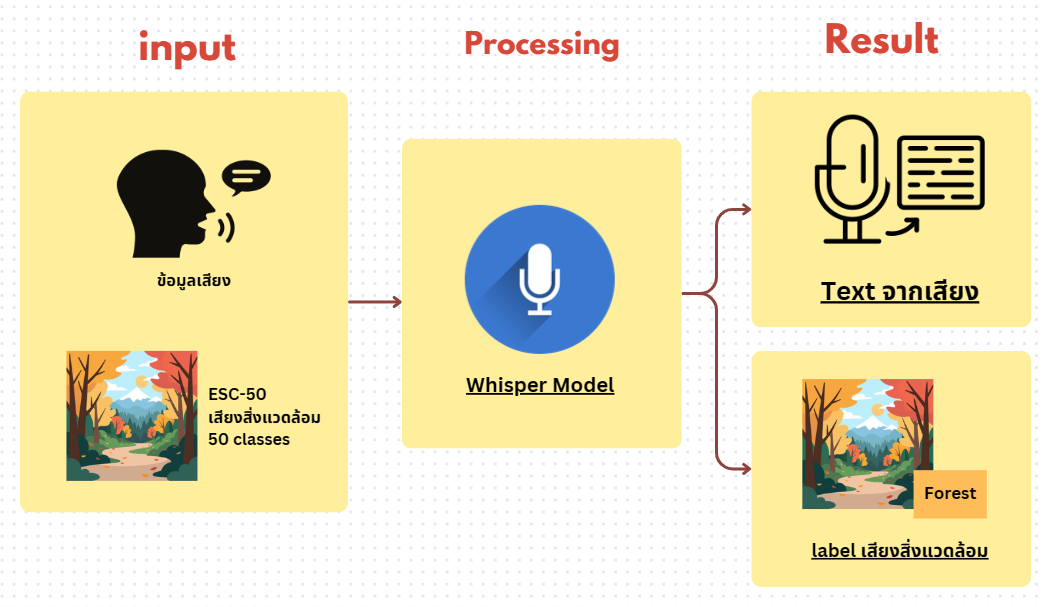 input
Processing
Result
ข้อมูลเสียง
ESC-50
เสียงสิ่งแวดล้อม
50 classes
Whisper Model
Text จากเสียง
Forest
label เสียงสิ่งแวดล้อม